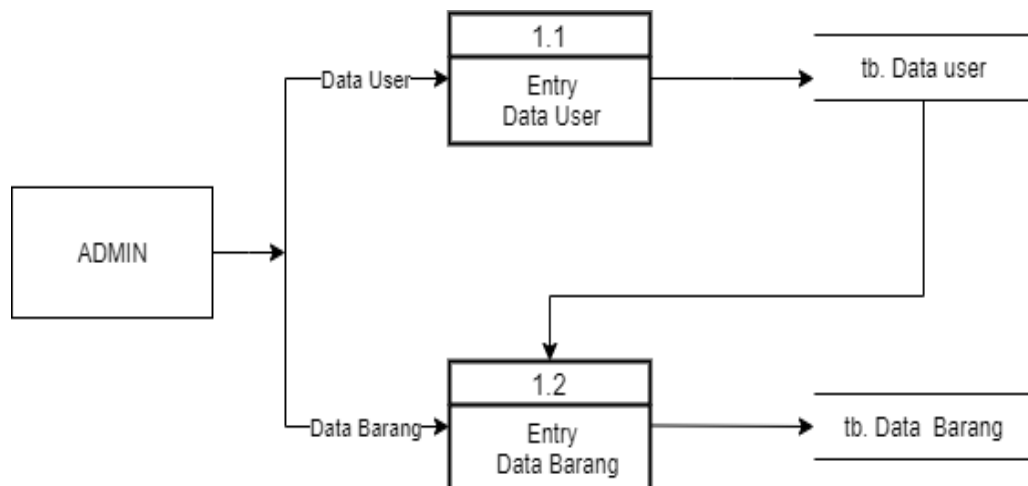 1.1
Data User
Entry
Data User
tb. Data user
ADMIN
1.2
Data Barang
Entry
Data Barang
tb. Data Barang